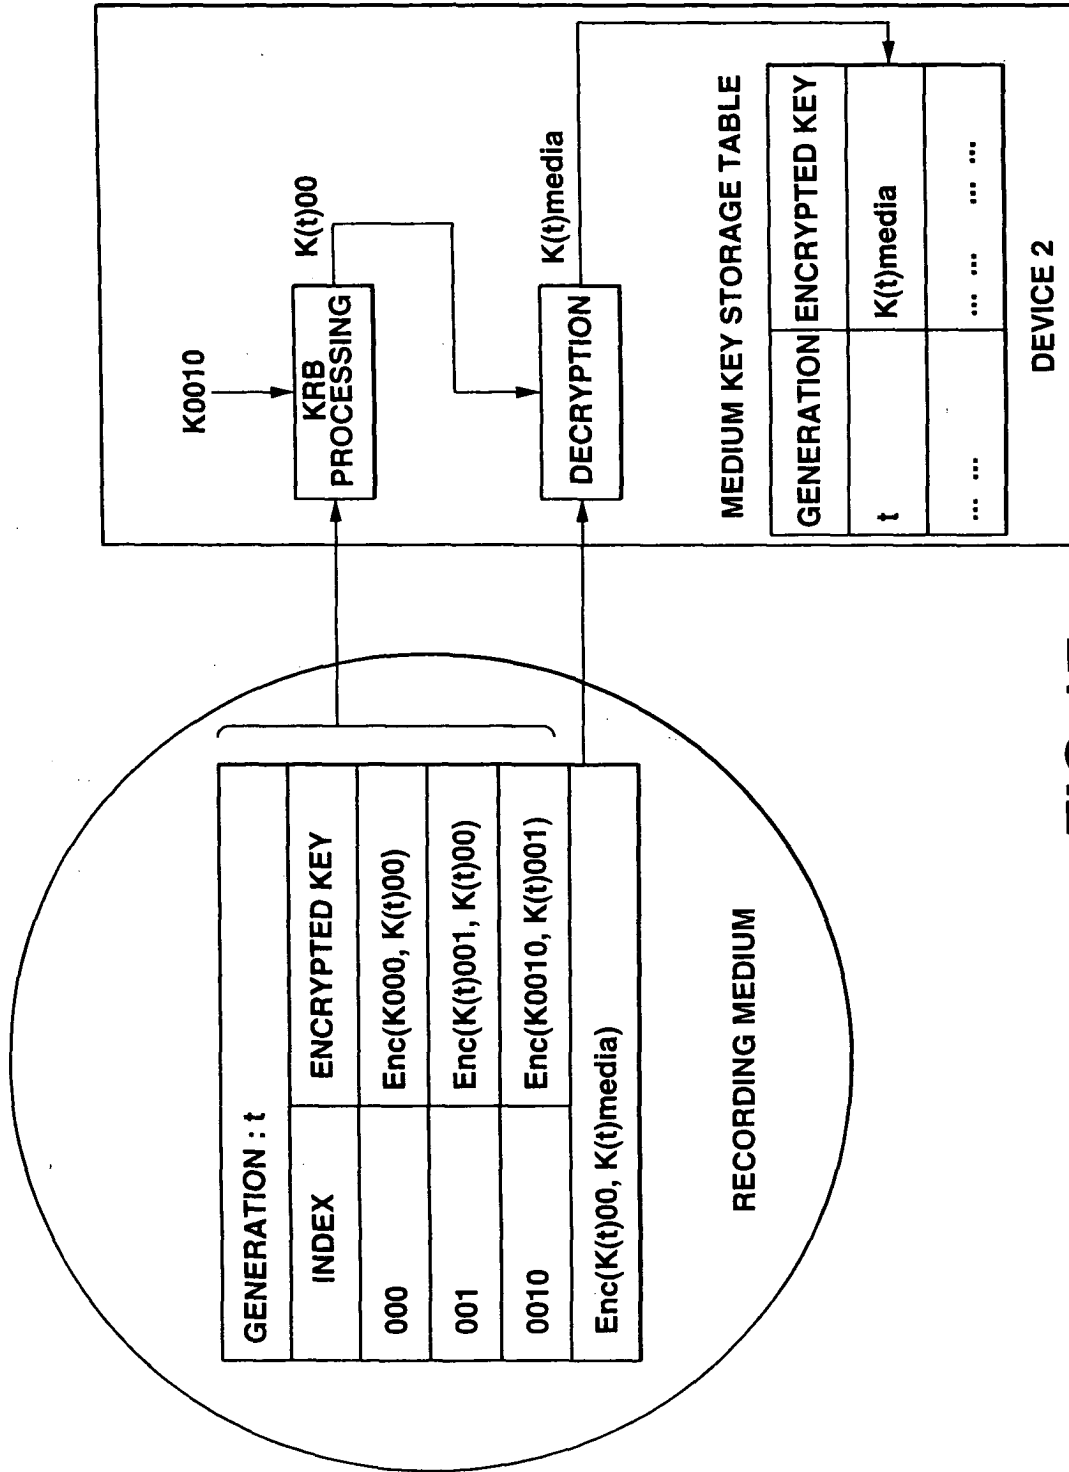 GENERATION : t
INDEX ENCRYPTED KEY
000 Enc(K000, K(t)00)
001 Enc(K(t)001, K(t)00)
0010 Enc(K0010, K(t)001)
Enc(K(t)00, K(t)media)
RECORDING MEDIUM
K0010
KRB
PROCESSING
K(t)00
DECRYPTION
K(t)media
MEDIUM KEY STORAGE TABLE
GENERATION ENCRYPTED KEY
t K(t)media
... ... ... ... ... ...
DEVICE 2